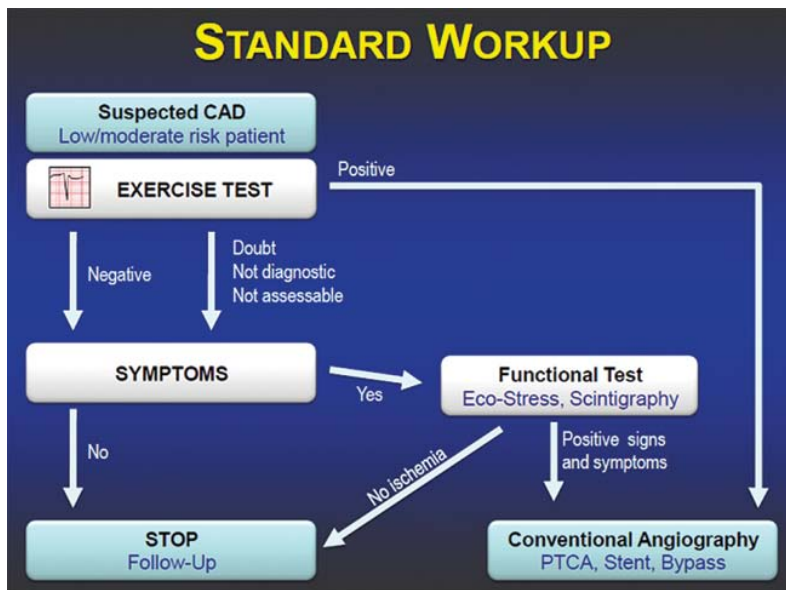 STANDARD WORKUP
Suspected CAD
Low/moderate risk patient
EXERCISE TEST
Positive
Negative
Doubt
Not diagnostic
Not assessable
SYMPTOMS
Yes
Functional Test
Eco-Stress, Scintigraphy
No
No ischemia
Positive signs
and symptoms
STOP
Follow-Up
Conventional Angiography
PTCA, Stent, Bypass